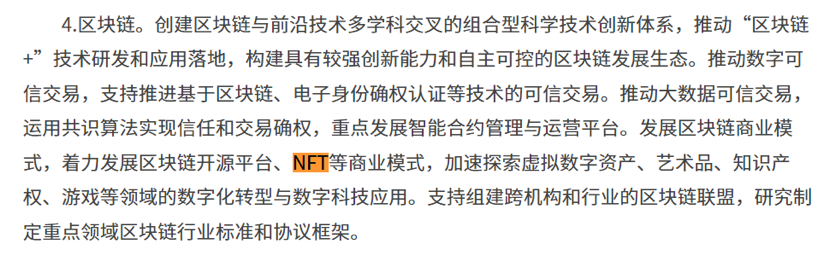 4.区块链。创建区块链与前沿技术多学科交叉的组合型科学技术创新体系，推动“区块链
+”技术研发和应用落地，构建具有较强创新能力和自主可控的区块链发展生态。推动数字可
信交易，支持推进基于区块链、电子身份确权认证等技术的可信交易。推动大数据可信交易，
运用共识算法实现信任和交易确权，重点发展智能合约管理与运营平台。发展区块链商业模
式，着力发展区块链开源平台、NFT等商业模式，加速探索虚拟数字资产、艺术品、知识产
权、游戏等领域的数字化转型与数字科技应用。支持组建跨机构和行业的区块链联盟，研究制
定重点领域区块链行业标准和协议框架。